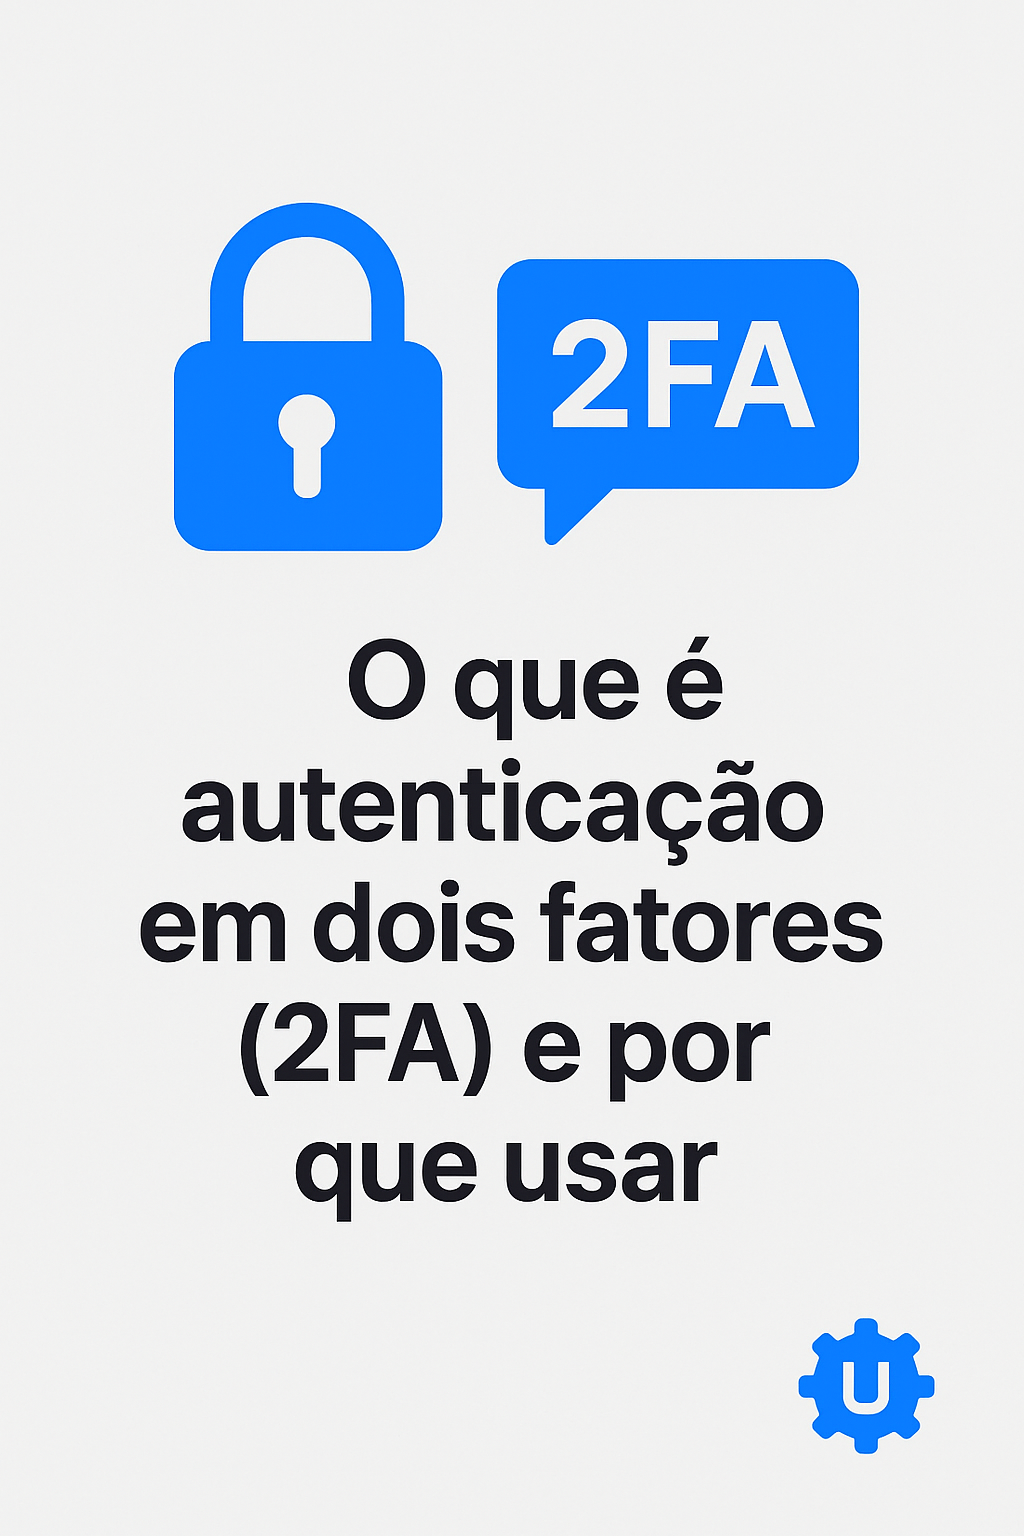 2FA
O que é
autenticação
em dois fatores
(2FA) e por
que usar
U